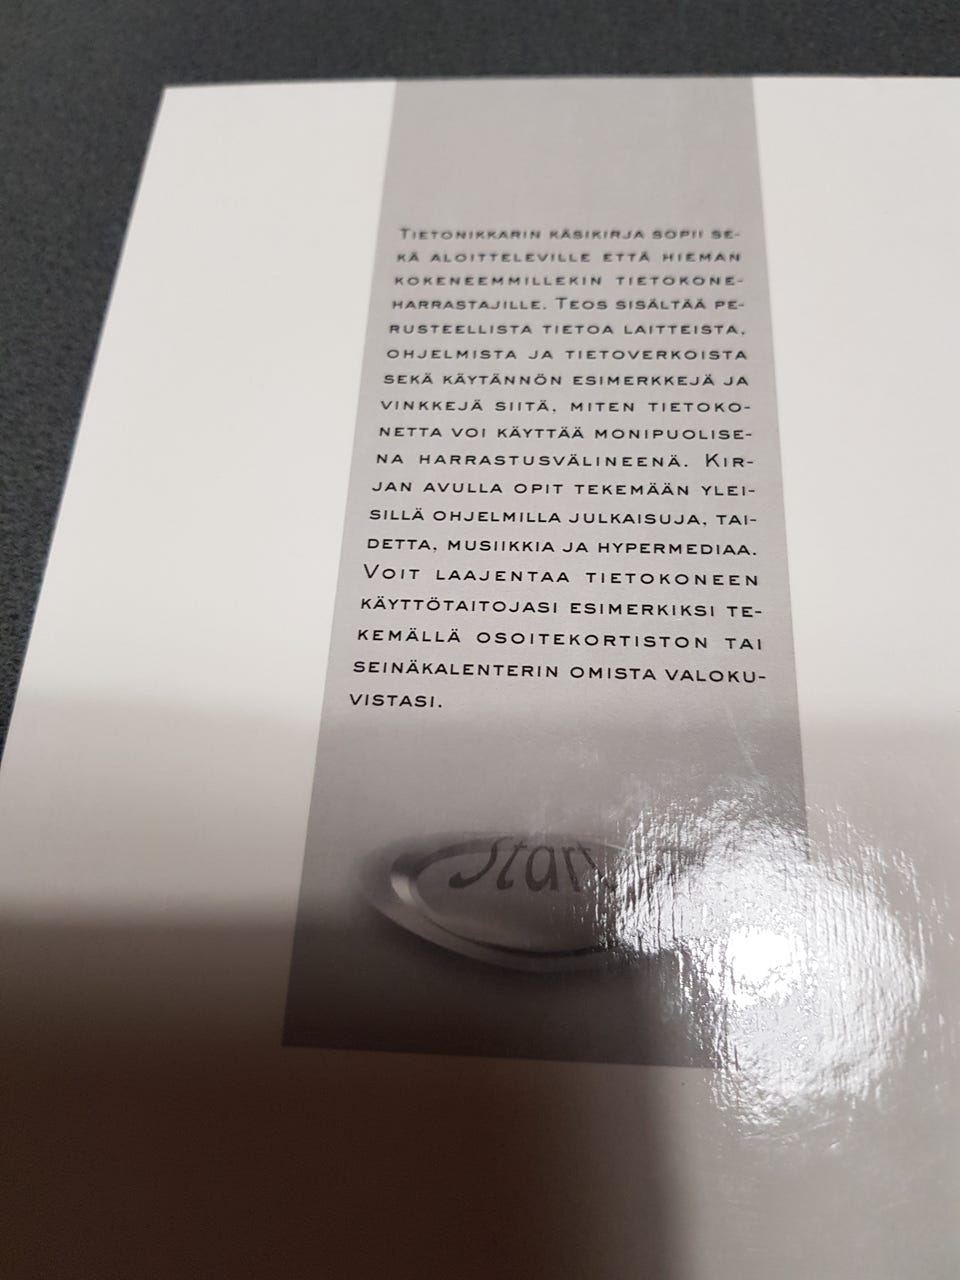 Tietonikkarin käsikirja sopii se-
kä aloitteleville että hieman
kokeneemmillekin tietokone-
harrastajille. Teos sisältää pe-
rusteellista tietoa laitteista,
ohjelmista ja tietoverkoista
sekä käytännön esimerkkejä ja
vinkkejä siitä, miten tietoko-
netta voi käyttää monipuolise-
na harrastusvälineenä. Kir-
jan avulla opit tekemään ylei-
sillä ohjelmilla julkaisuja, tai-
detta, musiikkia ja hypermediaa.
Voit laajentaa tietokoneen
käyttötaitojasi esimerkiksi te-
kemällä osoitekortiston tai
seinäkalenterin omista valoku-
vistasi.